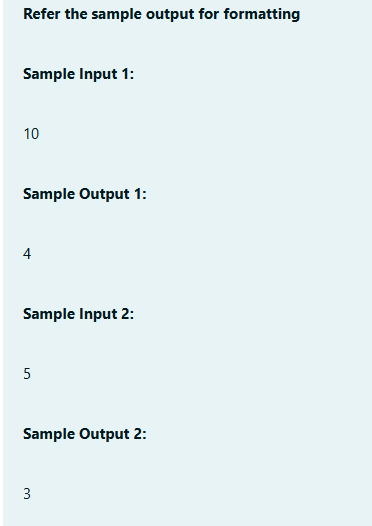 Refer the sample output for formatting
Sample Input 1:
10
Sample Output 1:
4
Sample Input 2:
5
Sample Output 2:
3